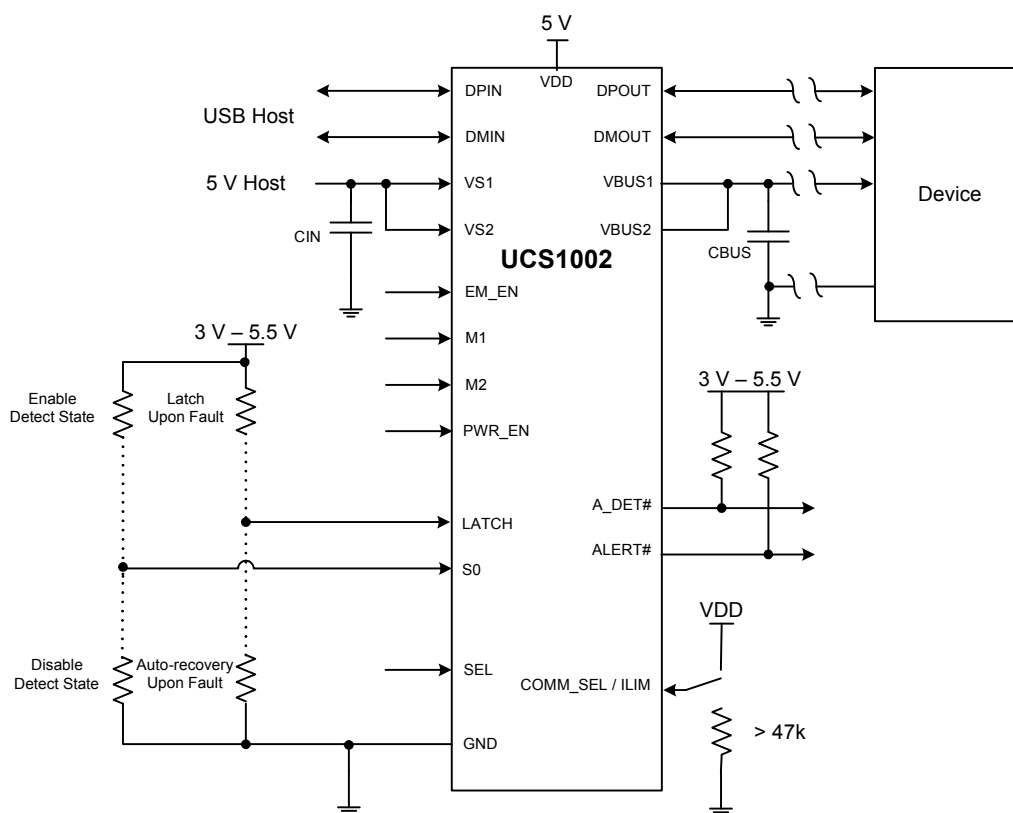 5 V
VDD
DPIN
DPOUT
USB Host
DMIN
DMOUT
5 V Host
VS1
VBUS1
Device
CIN
VS2
VBUS2
CBUS
UCS1002
EM_EN
M1
3 V – 5.5 V
M2
3 V – 5.5 V
Enable
Detect State
Latch
Upon Fault
PWR_EN
A_DET#
LATCH
ALERT#
S0
VDD
Disable
Detect State
Auto-recovery
Upon Fault
SEL
COMM_SEL / ILIM
> 47k
GND